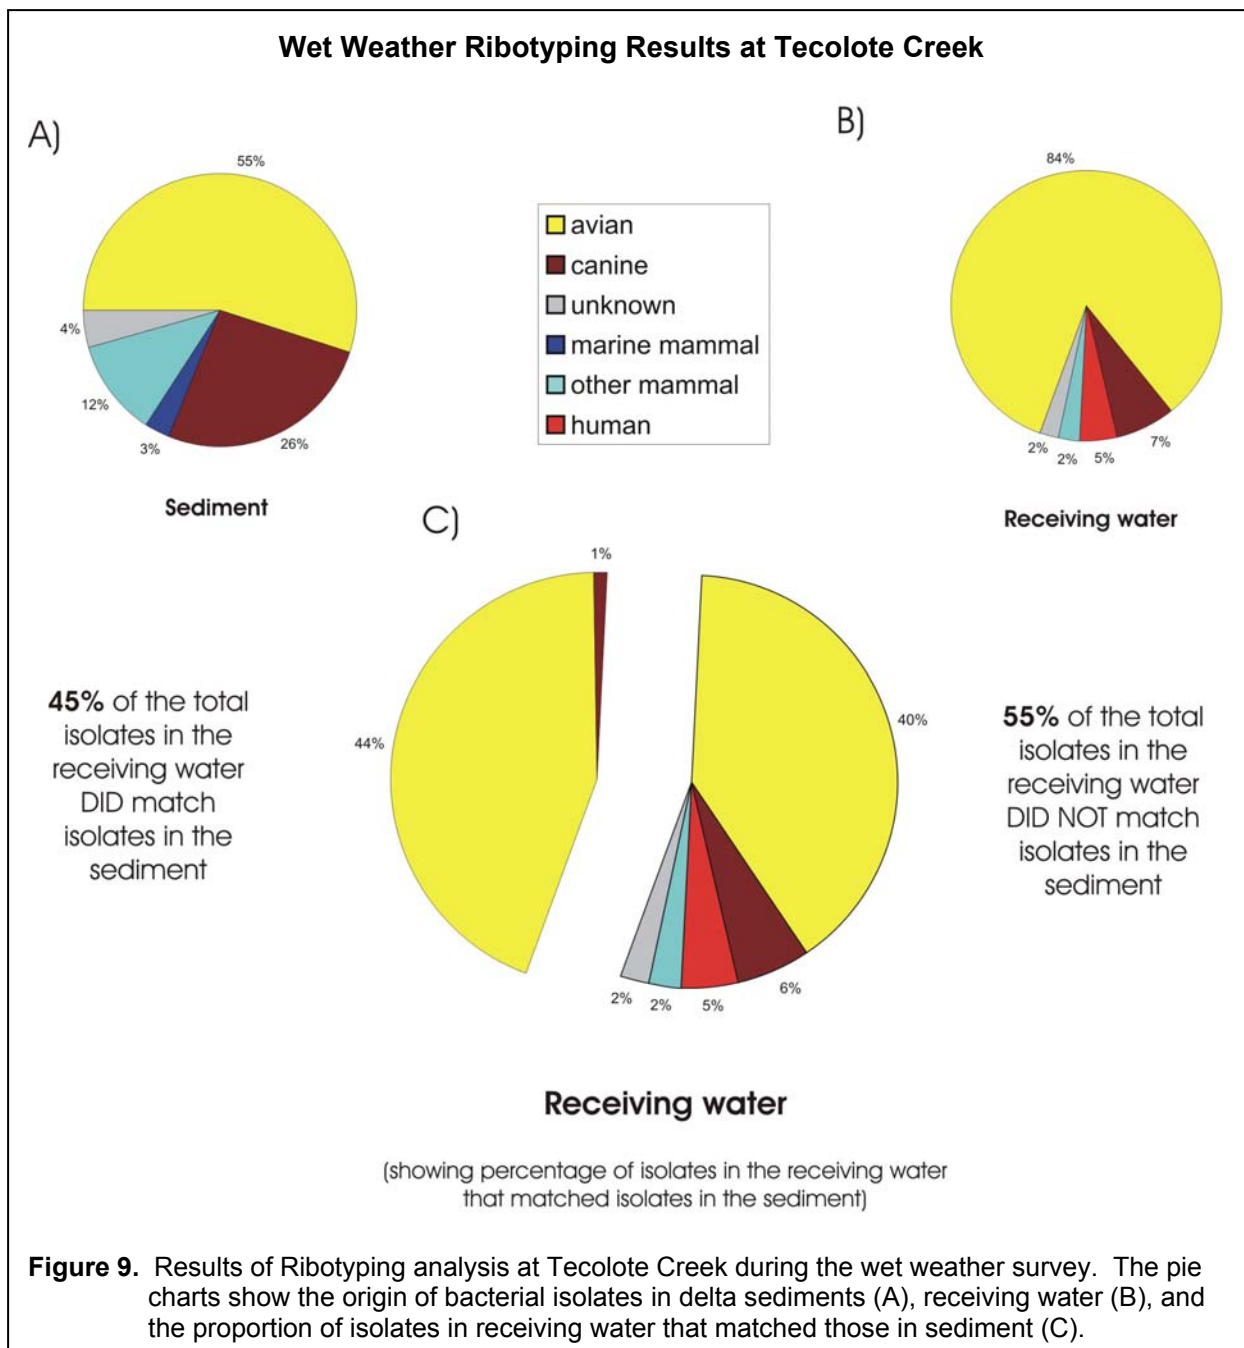 Wet Weather Ribotyping Results at Tecolote Creek
A)
55%
4%
12%
3%
26%
Sediment
avian
canine
unknown
marine mammal
other mammal
human
B)
84%
2%
2%
5%
7%
Receiving water
C)
1%
44%
40%
2%
2%
5%
6%
45% of the total
isolates in the
receiving water
DID match
isolates in the
sediment
55% of the total
isolates in the
receiving water
DID NOT match
isolates in the
sediment
Receiving water
(showing percentage of isolates in the receiving water
that matched isolates in the sediment)
Figure 9. Results of Ribotyping analysis at Tecolote Creek during the wet weather survey. The pie
charts show the origin of bacterial isolates in delta sediments (A), receiving water (B), and
the proportion of isolates in receiving water that matched those in sediment (C).